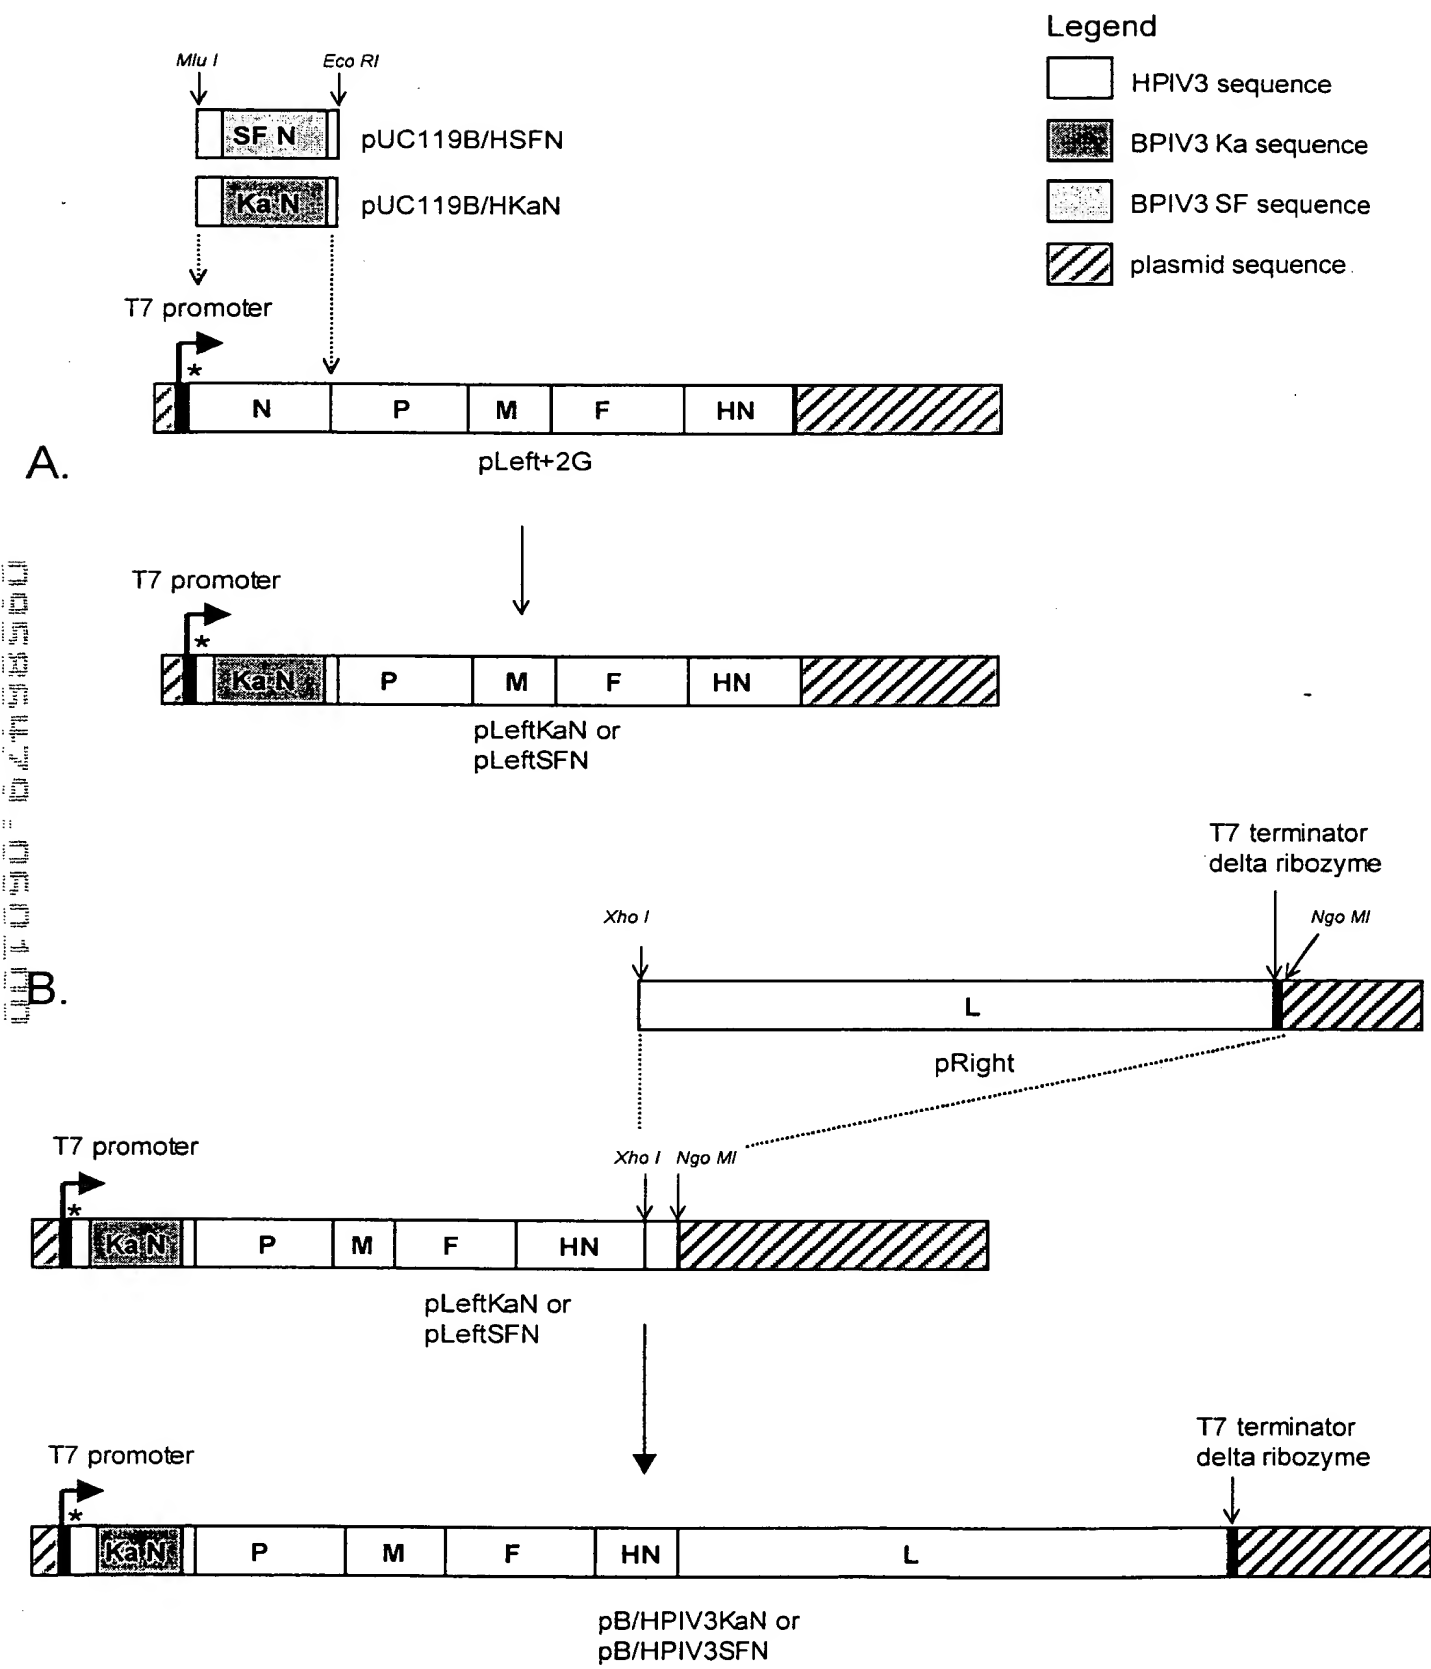 Legend
HPIV3 sequence
BPIV3 Ka sequence
BPIV3 SF sequence
plasmid sequence
Mlu I
Eco RI
SF N
pUC119B/HSFN
Ka N
pUC119B/HKaN
T7 promoter
*
N P M F HN
pLeft+2G
A.
T7 promoter
*
Ka N P M F HN
pLeftKaN or
pLeftSFN
T7 terminator
delta ribozyme
Xho I
Ngo MI
B.
L
pRight
T7 promoter
Xho I Ngo MI
*
Ka N P M F HN
pLeftKaN or
pLeftSFN
T7 terminator
delta ribozyme
T7 promoter
*
Ka N P M F HN L
pB/HPIV3KaN or
pB/HPIV3SFN